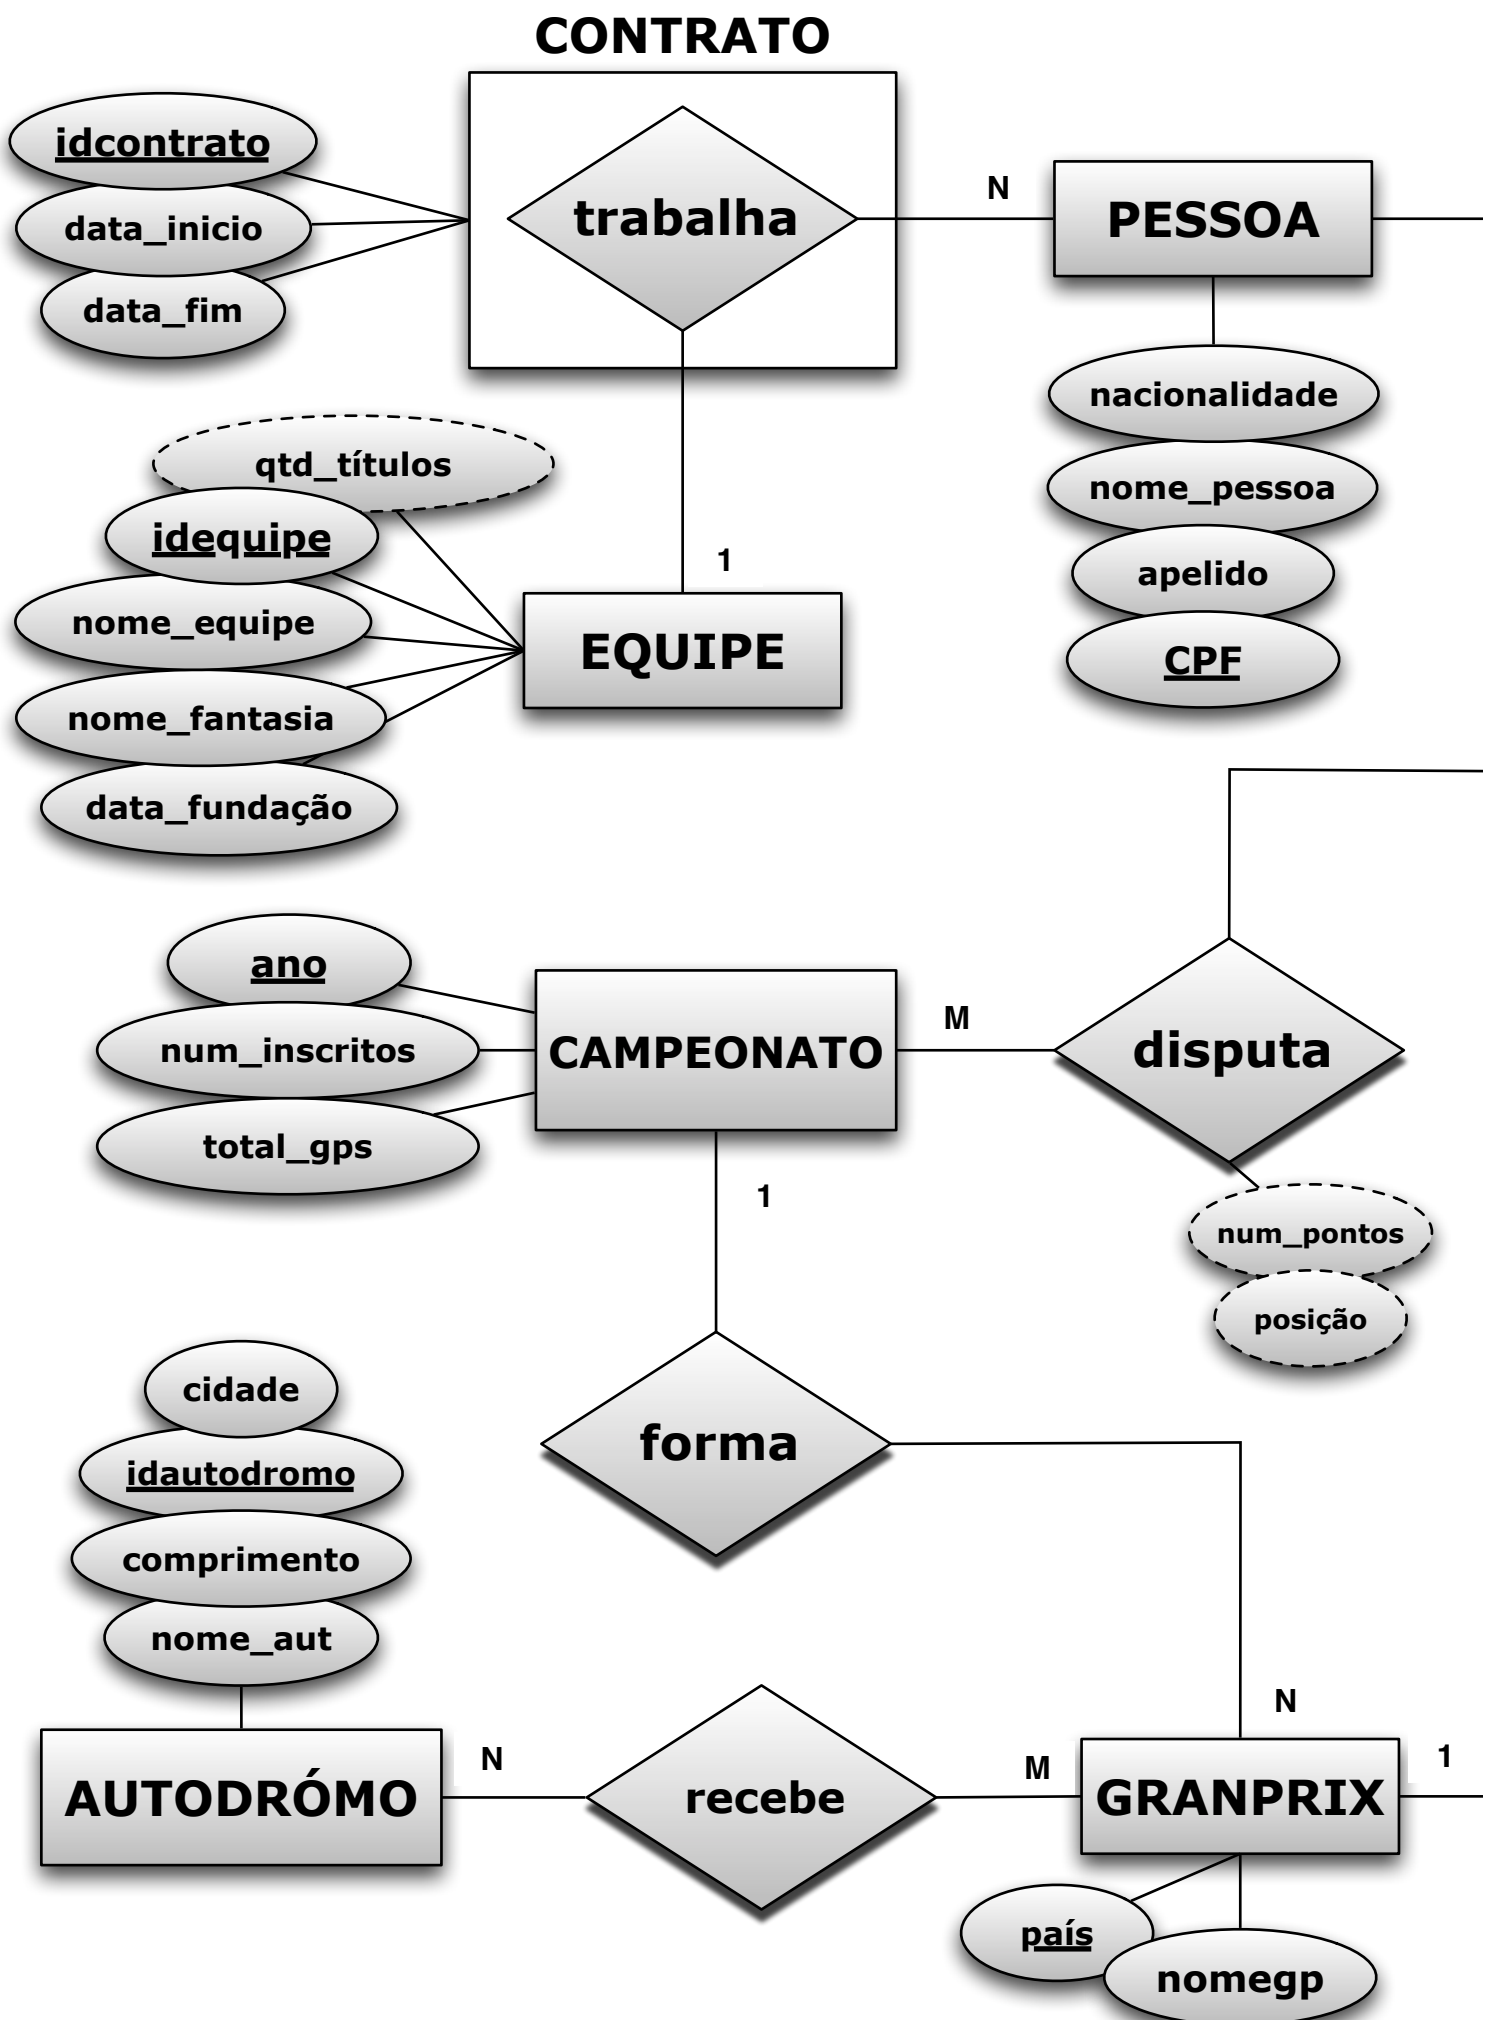 CONTRATO
idcontrato
data_inicio
data_fim
trabalha
N
PESSOA
nacionalidade
nome_pessoa
apelido
CPF
qtd_títulos
idequipe
nome_equipe
nome_fantasia
data_fundação
1
EQUIPE
ano
num_inscritos
total_gps
CAMPEONATO
M
disputa
num_pontos
posição
1
forma
cidade
idautodromo
comprimento
nome_aut
AUTODRÓMO
N
recebe
M
N
GRANPRIX
1
país
nomegp